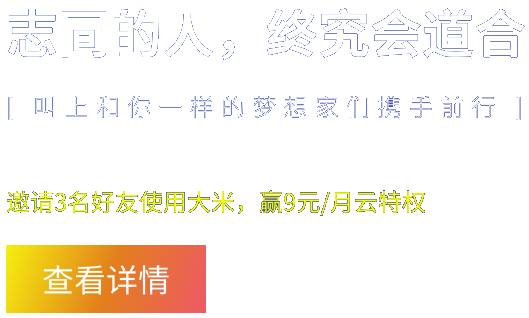 志同的人，终究会道合
[ 叫上和你一样的梦想家们携手前行 ]
邀请3名好友使用大米，赢9元/月云特权
查看详情